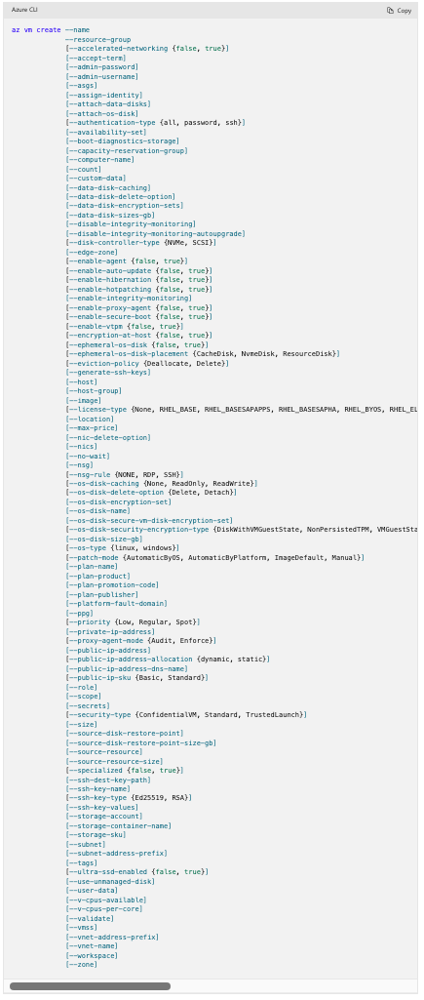 Azure CLI
Copy
az vm create --name
--resource-group
[--accelerated-networking {false, true}]
[--accept-term]
[--admin-password]
[--admin-username]
[--asgs]
[--assign-identity]
[--attach-data-disks]
[--attach-os-disk]
[--authentication-type {all, password, ssh}]
[--availability-set]
[--boot-diagnostics-storage]
[--capacity-reservation-group]
[--computer-name]
[--count]
[--custom-data]
[--data-disk-caching]
[--data-disk-delete-option]
[--data-disk-encryption-sets]
[--data-disk-sizes-gb]
[--disable-integrity-monitoring]
[--disable-integrity-monitoring-autoupgrade]
[--disk-controller-type {NVMe, SCSI}]
[--edge-zone]
[--enable-agent {false, true}]
[--enable-auto-update {false, true}]
[--enable-hibernation {false, true}]
[--enable-hotpatching {false, true}]
[--enable-integrity-monitoring]
[--enable-proxy-agent {false, true}]
[--enable-secure-boot {false, true}]
[--enable-vtpm {false, true}]
[--encryption-at-host {false, true}]
[--ephemeral-os-disk {false, true}]
[--ephemeral-os-disk-placement {CacheDisk, NvmeDisk, ResourceDisk}]
[--eviction-policy {Deallocate, Delete}]
[--generate-ssh-keys]
[--host]
[--host-group]
[--image]
[--license-type {None, RHEL_BASE, RHEL_BASESAPAPPS, RHEL_BASESAPHA, RHEL_BYOS, RHEL_EL
[--location]
[--max-price]
[--nic-delete-option]
[--nics]
[--no-wait]
[--nsg]
[--nsg-rule {NONE, RDP, SSH}]
[--os-disk-caching {None, ReadOnly, ReadWrite}]
[--os-disk-delete-option {Delete, Detach}]
[--os-disk-encryption-set]
[--os-disk-name]
[--os-disk-secure-vm-disk-encryption-set]
[--os-disk-security-encryption-type {DiskWithVMGuestState, NonPersistedTPM, VMGuestSta
[--os-disk-size-gb]
[--os-type {linux, windows}]
[--patch-mode {AutomaticByOS, AutomaticByPlatform, ImageDefault, Manual}]
[--plan-name]
[--plan-product]
[--plan-promotion-code]
[--plan-publisher]
[--platform-fault-domain]
[--ppg]
[--priority {Low, Regular, Spot}]
[--private-ip-address]
[--proxy-agent-mode {Audit, Enforce}]
[--public-ip-address]
[--public-ip-address-allocation {dynamic, static}]
[--public-ip-address-dns-name]
[--public-ip-sku {Basic, Standard}]
[--role]
[--scope]
[--secrets]
[--security-type {ConfidentialVM, Standard, TrustedLaunch}]
[--size]
[--source-disk-restore-point]
[--source-disk-restore-point-size-gb]
[--source-resource]
[--source-resource-size]
[--specialized {false, true}]
[--ssh-dest-key-path]
[--ssh-key-name]
[--ssh-key-type {Ed25519, RSA}]
[--ssh-key-values]
[--storage-account]
[--storage-container-name]
[--storage-sku]
[--subnet]
[--subnet-address-prefix]
[--tags]
[--ultra-ssd-enabled {false, true}]
[--use-unmanaged-disk]
[--user-data]
[--v-cpus-available]
[--v-cpus-per-core]
[--validate]
[--vmss]
[--vnet-address-prefix]
[--vnet-name]
[--workspace]
[--zone]